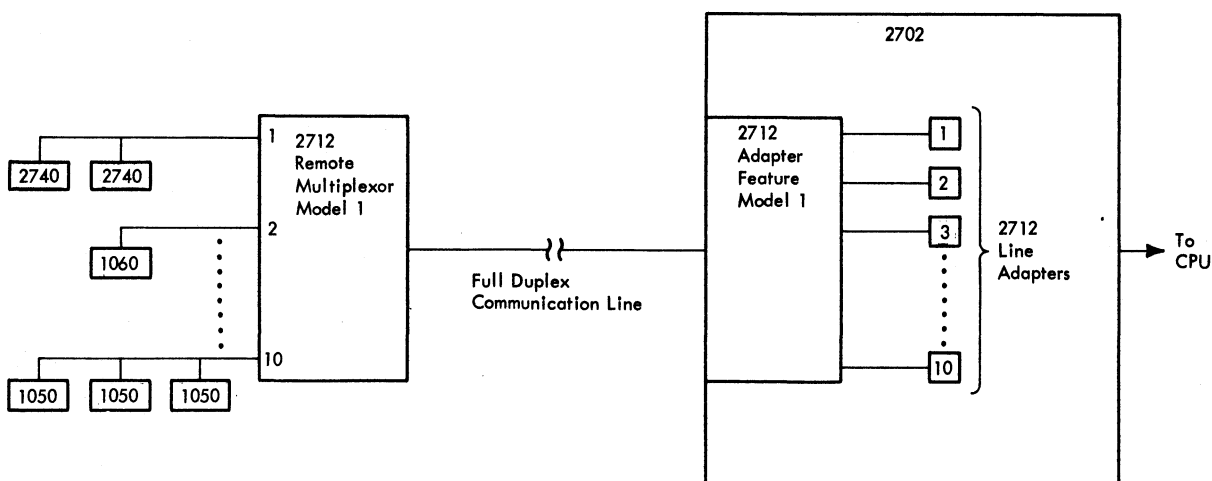 2702
1
2712
Remote
Multiplexor
Model 1
2740
2740
2
1060
10
1050
1050
1050
Full Duplex
Communication Line
2712
Adapter
Feature
Model 1
1
2
3
10
2712
Line
Adapters
To
CPU